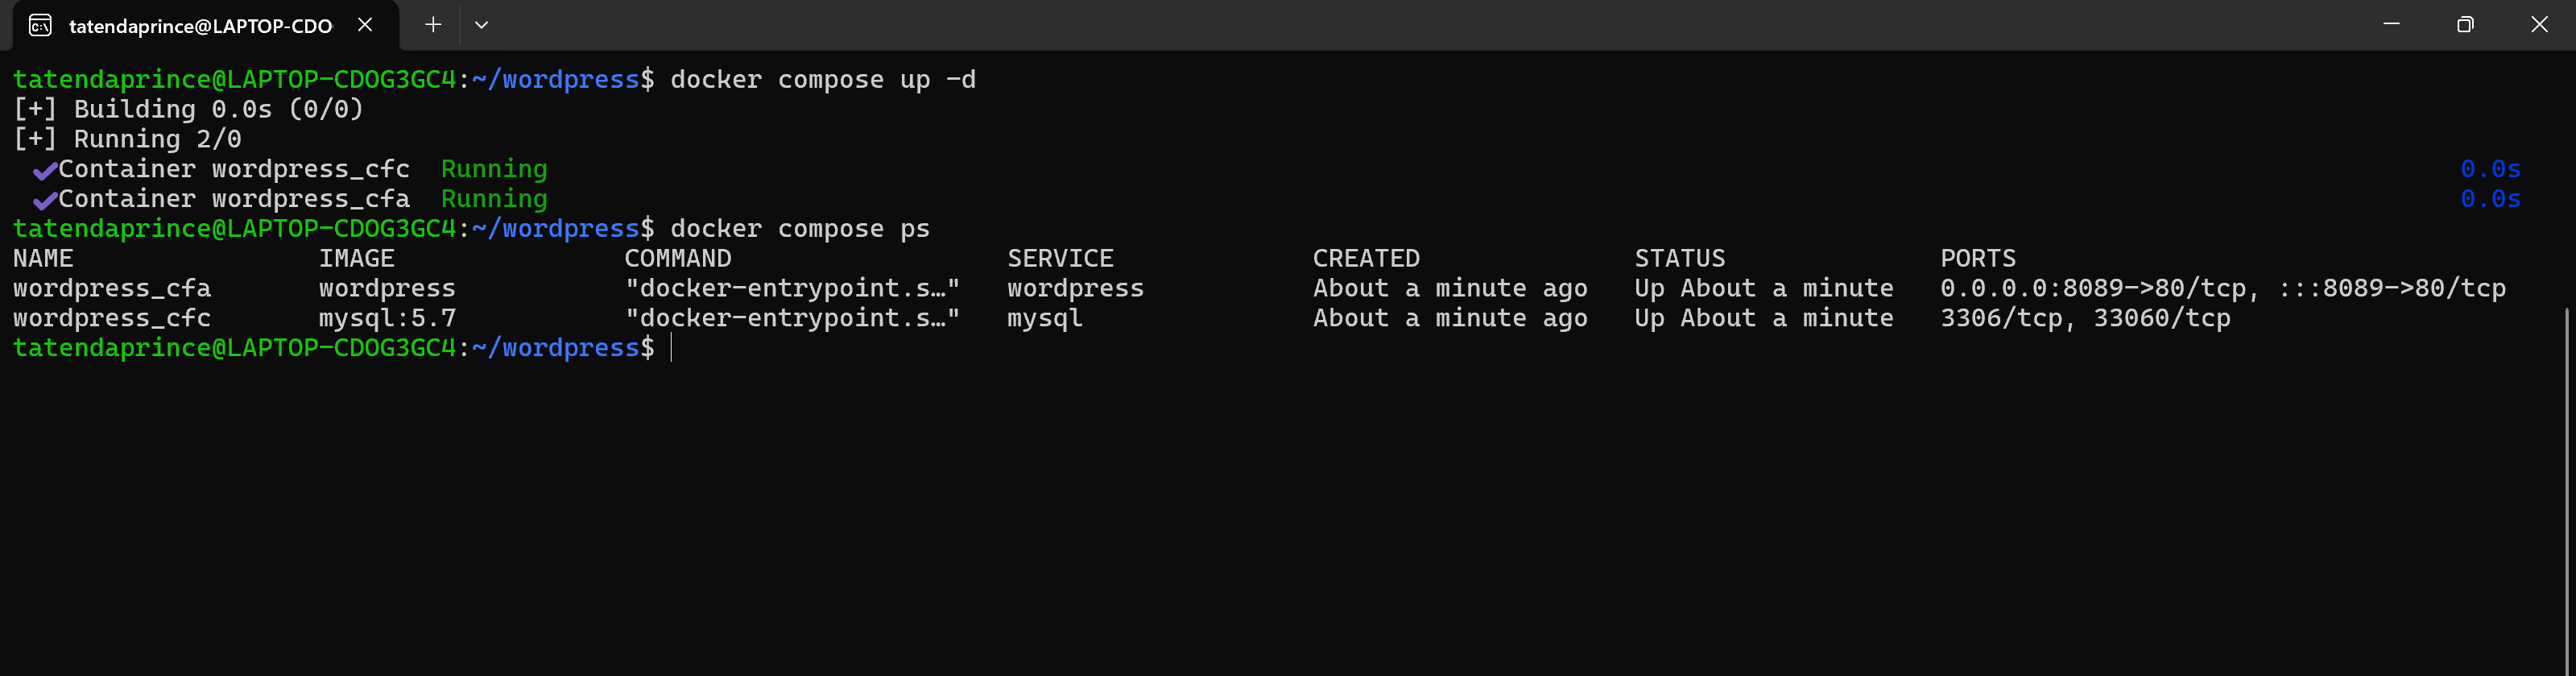 tatendaprince@LAPTOP-CDO
tatendaprince@LAPTOP-CDOG3GC4:~/wordpress$ docker compose up -d
[+] Building 0.0s (0/0)
[+] Running 2/0
✔Container wordpress_cfc  Running  0.0s
✔Container wordpress_cfa  Running  0.0s
tatendaprince@LAPTOP-CDOG3GC4:~/wordpress$ docker compose ps
NAME                IMAGE               COMMAND                  SERVICE             CREATED              STATUS              PORTS
wordpress_cfa       wordpress           "docker-entrypoint.s…"   wordpress           About a minute ago   Up About a minute   0.0.0.0:8089->80/tcp, :::8089->80/tcp
wordpress_cfc       mysql:5.7           "docker-entrypoint.s…"   mysql               About a minute ago   Up About a minute   3306/tcp, 33060/tcp
tatendaprince@LAPTOP-CDOG3GC4:~/wordpress$